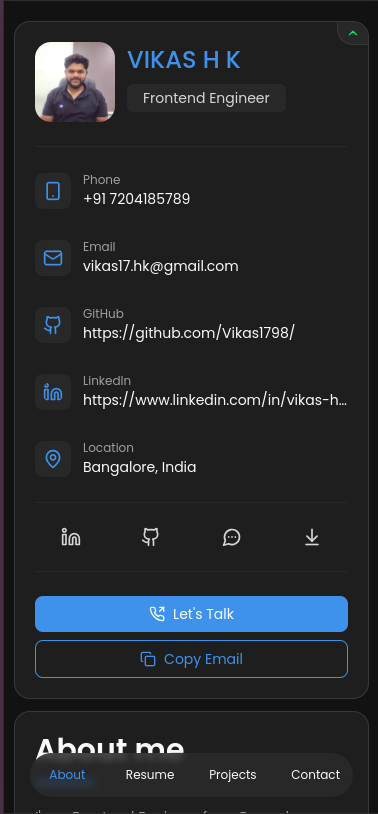 VIKAS H K
Frontend Engineer
Phone
+91 7204185789
Email
vikas17.hk@gmail.com
GitHub
https://github.com/Vikas1798/
LinkedIn
https://www.linkedin.com/in/vikas-h...
Location
Bangalore, India
Let's Talk
Copy Email
About me
About Resume Projects Contact